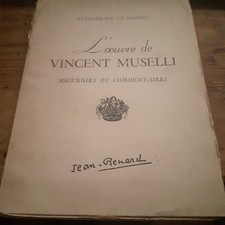 L'œuvre de
VINCENT MUSELLI
SOUVENIRS ET COMMENTAIRES
Jean-Renard